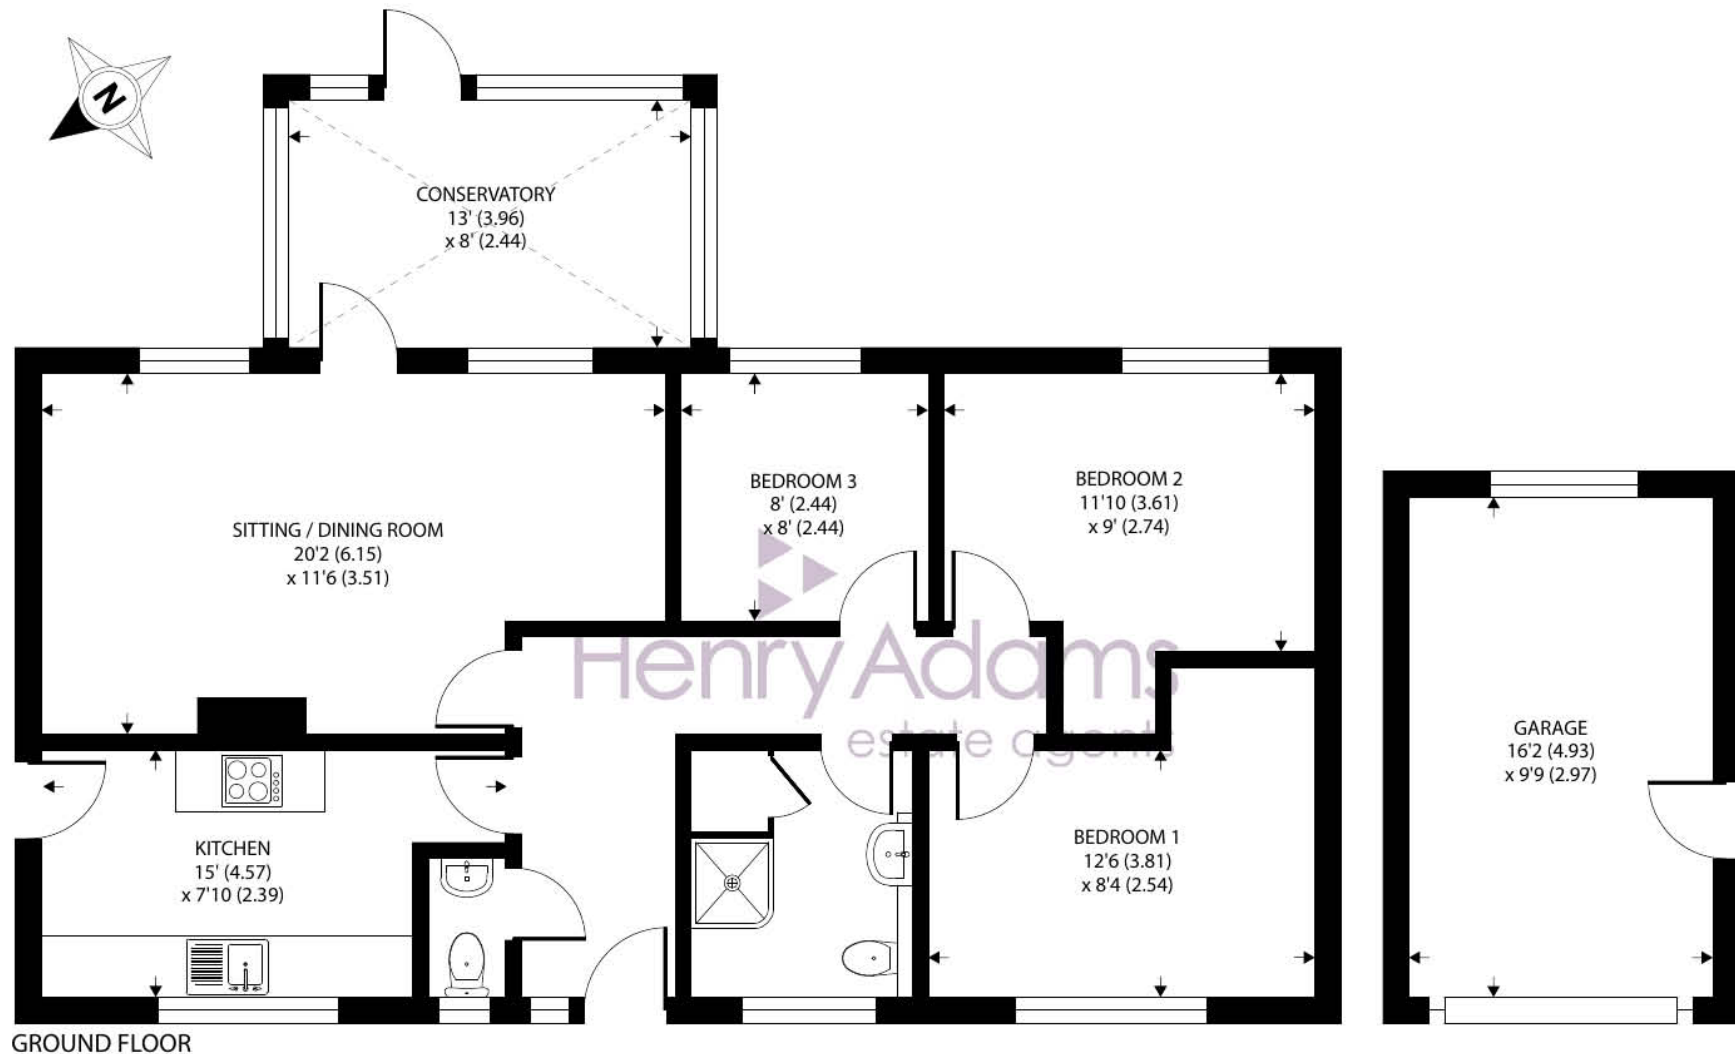 N
CONSERVATORY
13' (3.96)
x 8' (2.44)
SITTING / DINING ROOM
20'2 (6.15)
x 11'6 (3.51)
BEDROOM 3
8' (2.44)
x 8' (2.44)
BEDROOM 2
11'10 (3.61)
x 9' (2.74)
Henry Adams
estate agents
GARAGE
16'2 (4.93)
x 9'9 (2.97)
KITCHEN
15' (4.57)
x 7'10 (2.39)
BEDROOM 1
12'6 (3.81)
x 8'4 (2.54)
GROUND FLOOR